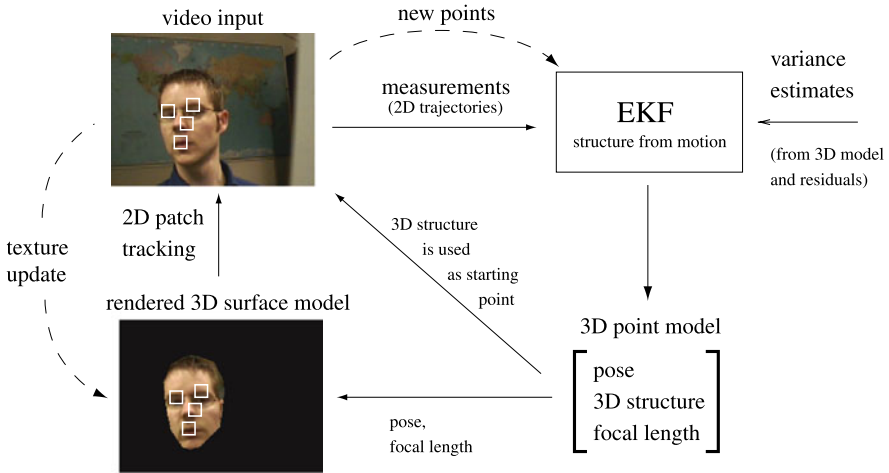 video input
new points
measurements
(2D trajectories)
EKF
structure from motion
variance
estimates
(from 3D model
and residuals)
2D patch
tracking
texture
update
3D structure
is used
as starting
point
rendered 3D surface model
3D point model
pose
3D structure
focal length
pose,
focal length